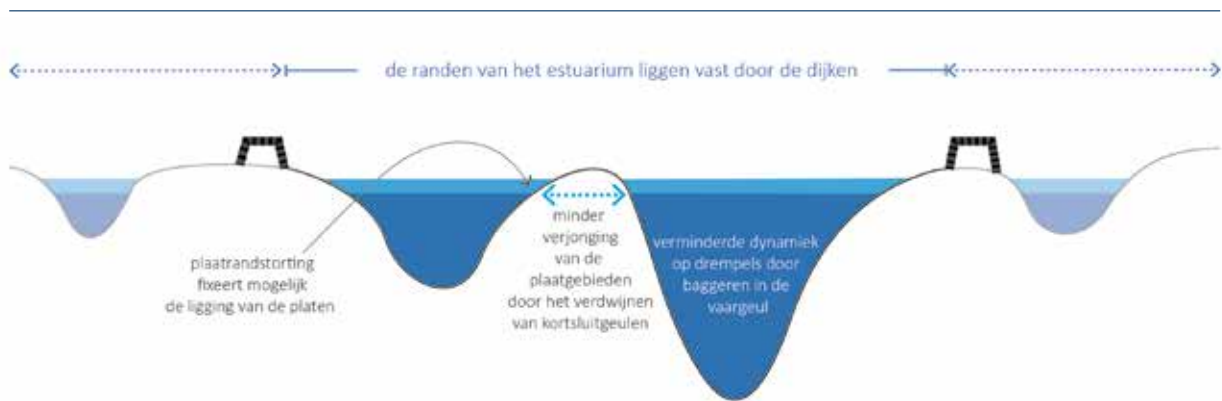 de randen van het estuarium liggen vast door de dijken
plaatrandstorting
fixeert mogelijk
de ligging van de platen
minder
verjonging
van de
plaatgebieden
door het verdwijnen
van kortsluitgeulen
verminderde dynamiek
op drempels door
baggeren in de
vaargeul